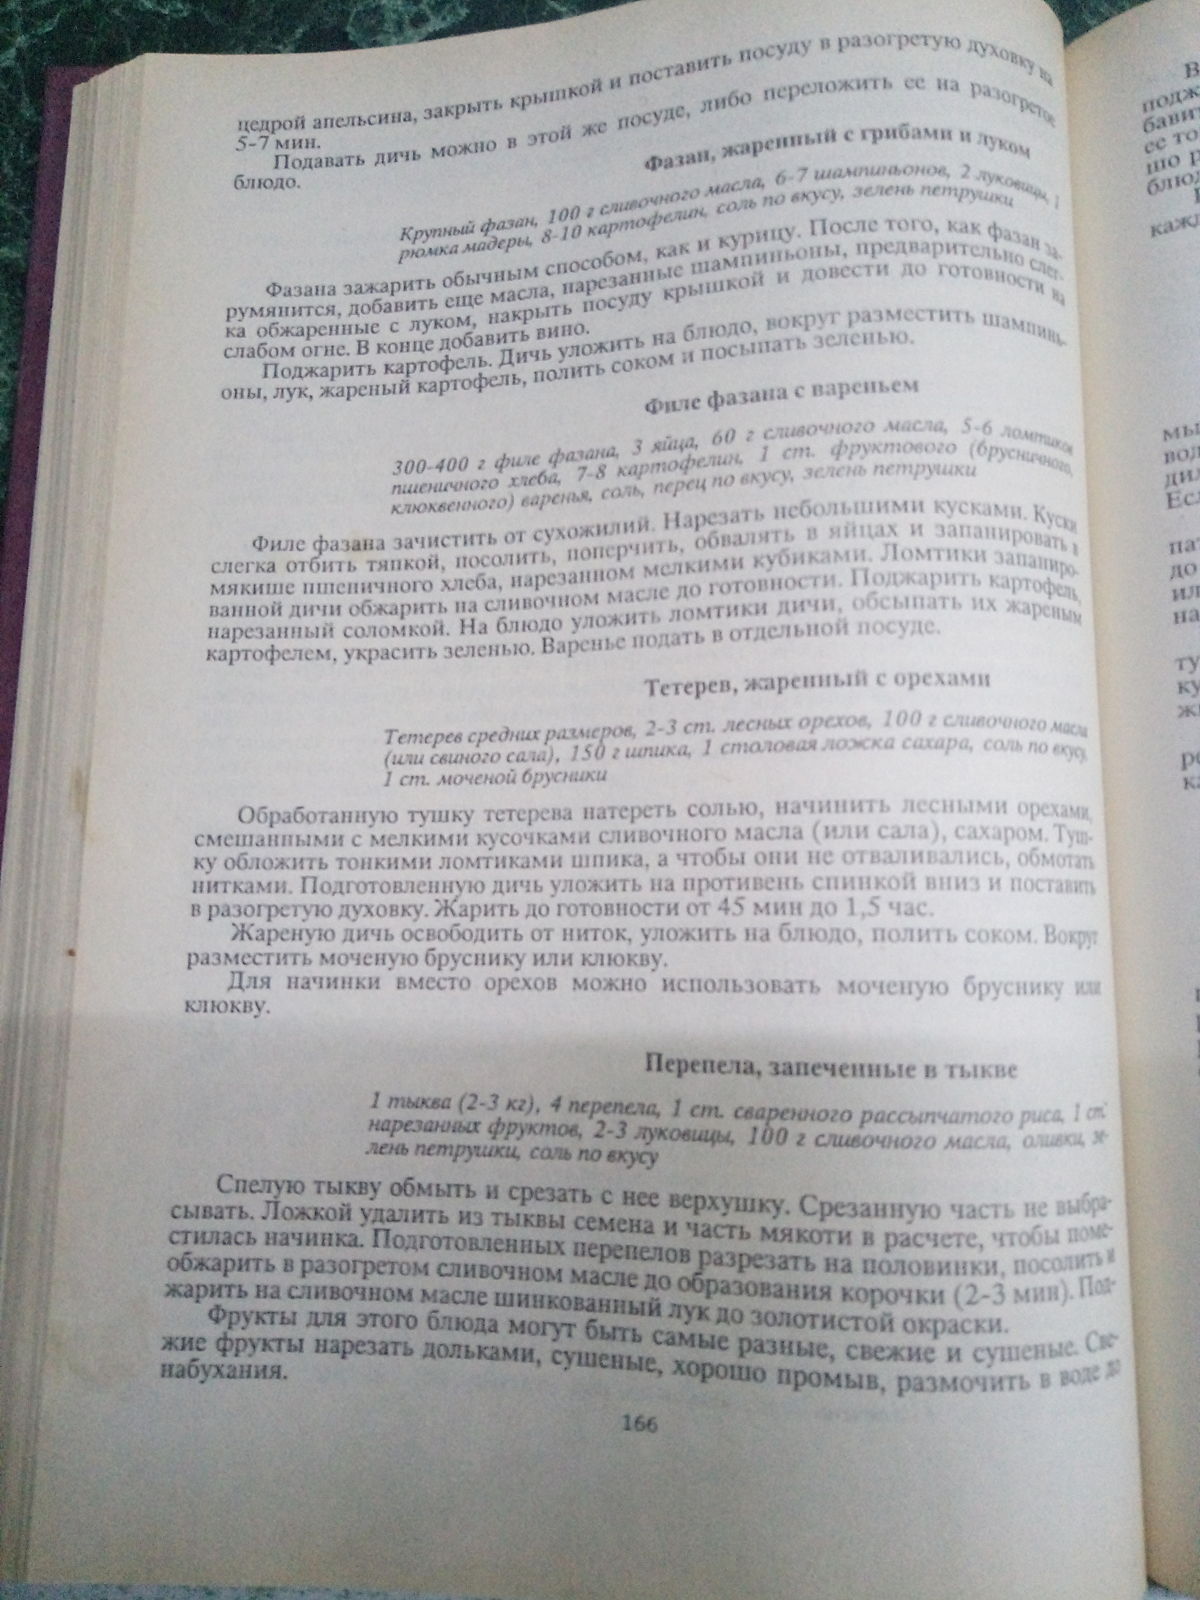 цедрой апельсина, закрыть крышкой и поставить посуду в разогретую духовку на
5-7 мин.
Подавать дичь можно в этой же посуде, либо переложить ее на разогретое
блюдо.
Фазан, жаренный с грибами и луком
Крупный фазан, 100 г сливочного масла, 6-7 шампиньонов, 2 луковицы, 1
рюмка мадеры, 8-10 картофелин, соль по вкусу, зелень петрушки
Фазана зажарить обычным способом, как и курицу. После того, как фазан за-
румянится, добавить еще масла, нарезанные шампиньоны, предварительно слег-
ка обжаренные с луком, накрыть посуду крышкой и довести до готовности на
слабом огне. В конце добавить вино.
Поджарить картофель. Дичь уложить на блюдо, вокруг разместить шампинь-
оны, лук, жареный картофель, полить соком и посыпать зеленью.
Филе фазана с вареньем
300-400 г филе фазана, 3 яйца, 60 г сливочного масла, 5-6 ломтиков
пшеничного хлеба, 7-8 картофелин, 1 ст. фруктового (брусничного,
клюквенного) варенья, соль, перец по вкусу, зелень петрушки
Филе фазана зачистить от сухожилий. Нарезать небольшими кусками. Куски
слегка отбить тяпкой, посолить, поперчить, обвалять в яйцах и запанировать в
мякише пшеничного хлеба, нарезанном мелкими кубиками. Ломтики запаниро-
ванной дичи обжарить на сливочном масле до готовности. Поджарить картофель,
нарезанный соломкой. На блюдо уложить ломтики дичи, обсыпать их жареным
картофелем, украсить зеленью. Варенье подать в отдельной посуде.
Тетерев, жаренный с орехами
Тетерев средних размеров, 2-3 ст. лесных орехов, 100 г сливочного масла
(или свиного сала), 150 г шпика, 1 столовая ложка сахара, соль по вкусу,
1 ст. моченой брусники
Обработанную тушку тетерева натереть солью, начинить лесными орехами,
смешанными с мелкими кусочками сливочного масла (или сала), сахаром. Туш-
ку обложить тонкими ломтиками шпика, а чтобы они не отваливались, обмотать
нитками. Подготовленную дичь уложить на противень спинкой вниз и поставить
в разогретую духовку. Жарить до готовности от 45 мин до 1,5 час.
Жареную дичь освободить от ниток, уложить на блюдо, полить соком. Вокруг
разместить моченую бруснику или клюкву.
Для начинки вместо орехов можно использовать моченую бруснику или
клюкву.
Перепела, запеченные в тыкве
1 тыква (2-3 кг), 4 перепела, 1 ст. сваренного рассыпчатого риса, 1 ст.
нарезанных фруктов, 2-3 луковицы, 100 г сливочного масла, оливки, зе-
лень петрушки, соль по вкусу
Спелую тыкву обмыть и срезать с нее верхушку. Срезанную часть не выбра-
сывать. Ложкой удалить из тыквы семена и часть мякоти в расчете, чтобы поме-
стилась начинка. Подготовленных перепелов разрезать на половинки, посолить и
обжарить в разогретом сливочном масле до образования корочки (2-3 мин). Под-
жарить на сливочном масле шинкованный лук до золотистой окраски.
Фрукты для этого блюда могут быть самые разные, свежие и сушеные. Све-
жие фрукты нарезать дольками, сушеные, хорошо промыв, размочить в воде до
набухания.
166